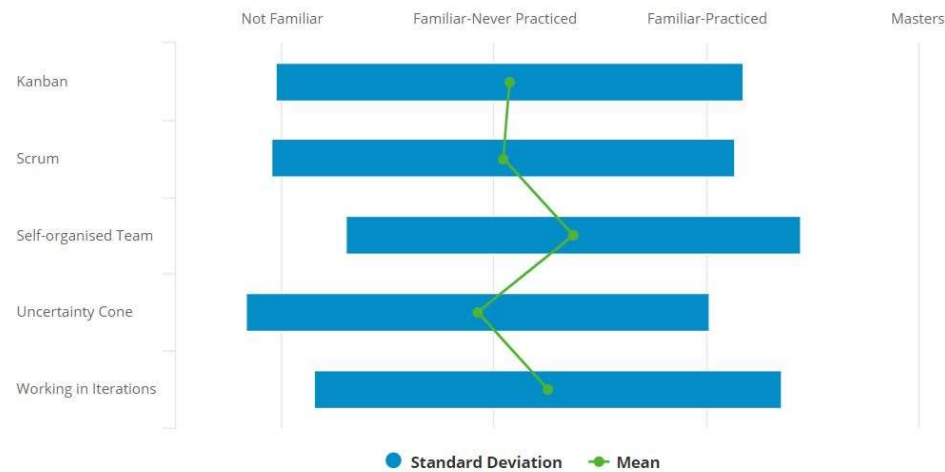 Not Familiar Familiar-Never Practiced Familiar-Practiced Masters
Kanban
Scrum
Self-organised Team
Uncertainty Cone
Working in Iterations
Standard Deviation Mean